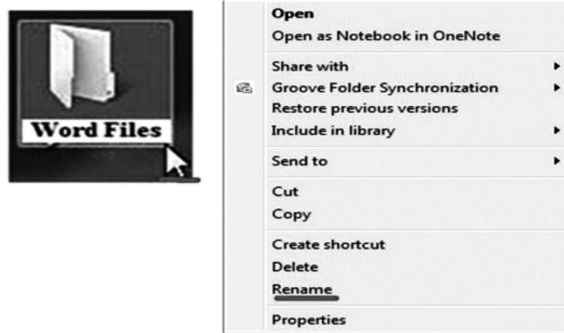 Word Files
Open
Open as Notebook in OneNote
Share with
Groove Folder Synchronization
Restore previous versions
Include in library
Send to
Cut
Copy
Create shortcut
Delete
Rename
Properties